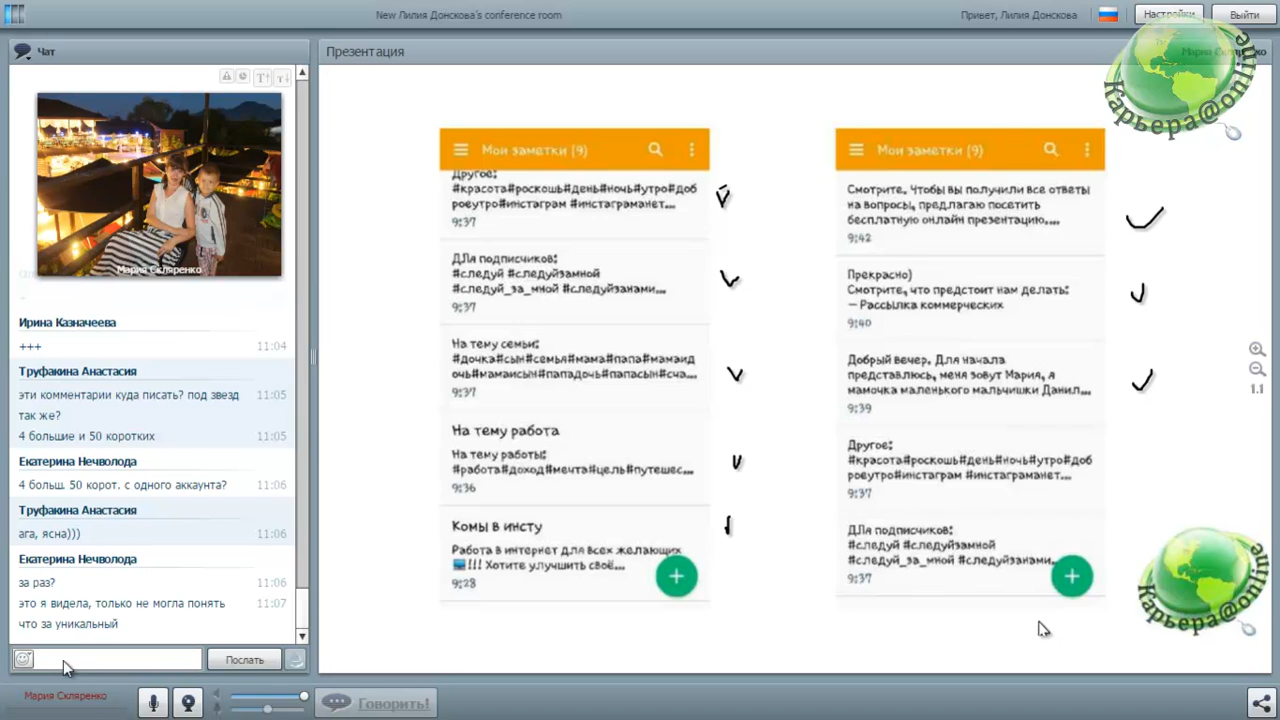 New Лилия Донскова's conference room
Привет, Лилия Донскова
Настройки
Выйти
Чат
Мария Скляренко
Ирина Казначеева
+++ 11:04
Труфакина Анастасия
эти комментарии куда писать? под звезд 11:05
так же?
4 большие и 50 коротких 11:05
Екатерина Нечволода
4 больш. 50 корот. с одного аккаунта? 11:06
Труфакина Анастасия
ага, ясна))) 11:06
Екатерина Нечволода
за раз? 11:06
это я видела, только не могла понять 11:07
что за уникальный
Послать
Мария Скляренко
Говорить!
Презентация
Мария Скляренко
Карьера@online
Мои заметки (9)
Другое:
#красота#роскошь#день#ночь#утро#доб
роеутро#инстаграм #инстаграманет...
9:37
ДЛя подписчиков:
#следуй #следуйзамной
#следуй_за_мной #следуйзанами...
9:37
На тему семьи:
#дочка#сын#семья#мама#папа#мамаид
очь#мамаисын#пападочь#папасын#сча...
9:37
На тему работа
На тему работы:
#работа#доход#мечта#цель#путешес...
9:36
Комы в инсту
Работа в интернет для всех желающих
!!! Хотите улучшить своё...
9:28
Мои заметки (9)
Смотрите. Чтобы вы получили все ответы
на вопросы, предлагаю посетить
бесплатную онлайн презентацию....
9:42
Прекрасно)
Смотрите, что предстоит нам делать:
– Рассылка коммерческих
9:40
Добрый вечер. Для начала
представлюсь, меня зовут Мария, я
мамочка маленького мальчишки Данил...
9:39
Другое:
#красота#роскошь#день#ночь#утро#доб
роеутро#инстаграм #инстаграманет...
9:37
ДЛя подписчиков:
#следуй #следуйзамной
#следуй_за_мной #следуйзанами...
9:37
1.1
Карьера@online